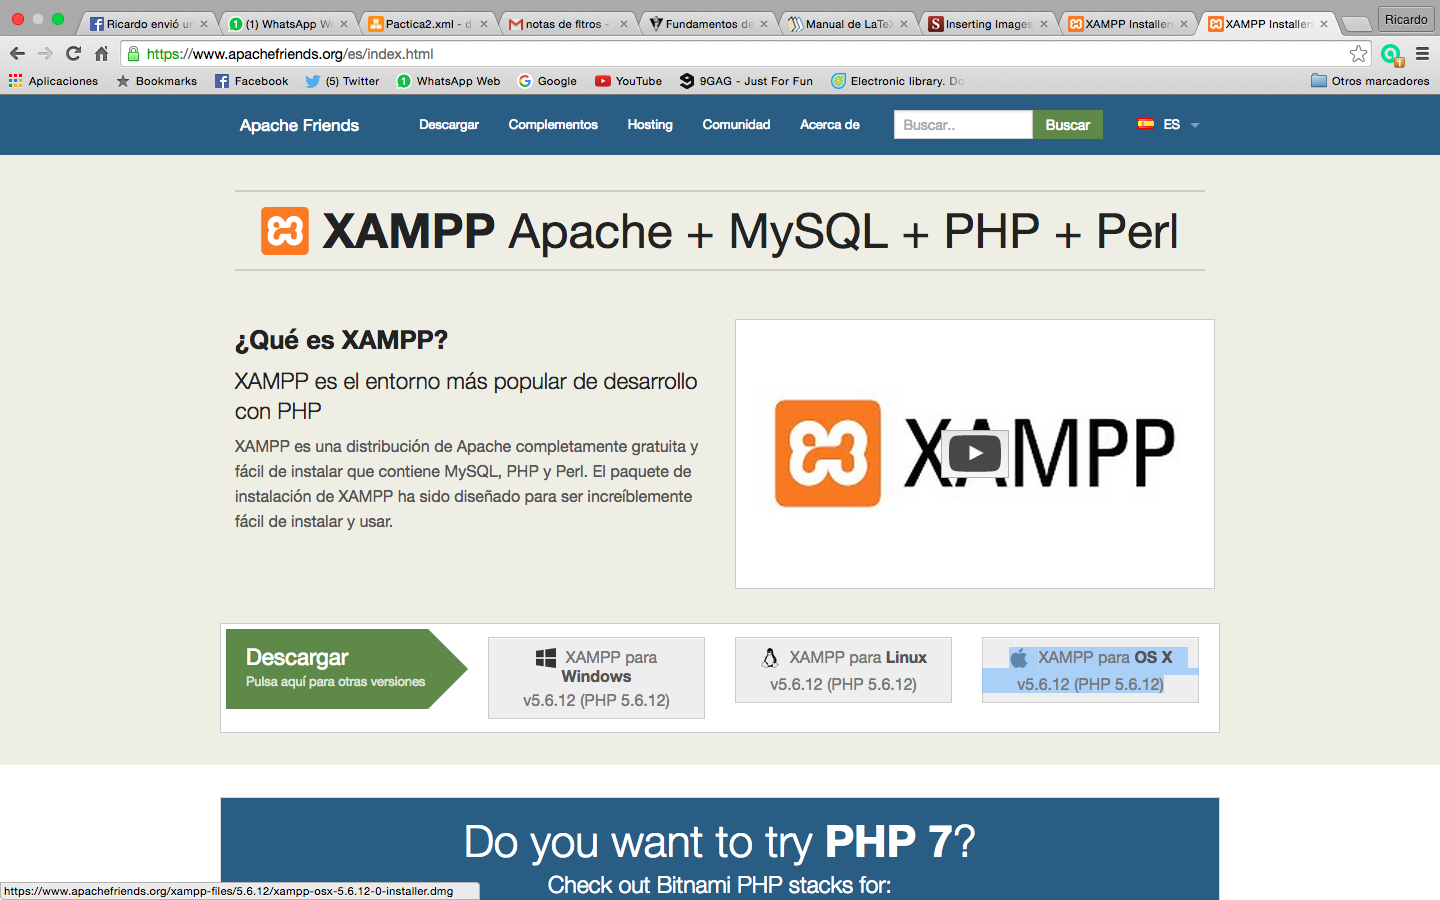 Ricardo envió un
(1) WhatsApp We
Pactica2.xml - d
notas de fltros -
Fundamentos de
Manual de LaTeX
Inserting Images
XAMPP Installers
XAMPP Installers
Ricardo
https://www.apachefriends.org/es/index.html
Aplicaciones
Bookmarks
Facebook
(5) Twitter
WhatsApp Web
Google
YouTube
9GAG - Just For Fun
Electronic library. Do
Otros marcadores
Apache Friends
Descargar
Complementos
Hosting
Comunidad
Acerca de
Buscar..
Buscar
ES
XAMPP Apache + MySQL + PHP + Perl
¿Qué es XAMPP?
XAMPP es el entorno más popular de desarrollo
con PHP
XAMPP es una distribución de Apache completamente gratuita y
fácil de instalar que contiene MySQL, PHP y Perl. El paquete de
instalación de XAMPP ha sido diseñado para ser increíblemente
fácil de instalar y usar.
XAMPP
Descargar
Pulsa aquí para otras versiones
XAMPP para
Windows
v5.6.12 (PHP 5.6.12)
XAMPP para Linux
v5.6.12 (PHP 5.6.12)
XAMPP para OS X
v5.6.12 (PHP 5.6.12)
Do you want to try PHP 7?
Check out Bitnami PHP stacks for:
https://www.apachefriends.org/xampp-files/5.6.12/xampp-osx-5.6.12-0-installer.dmg